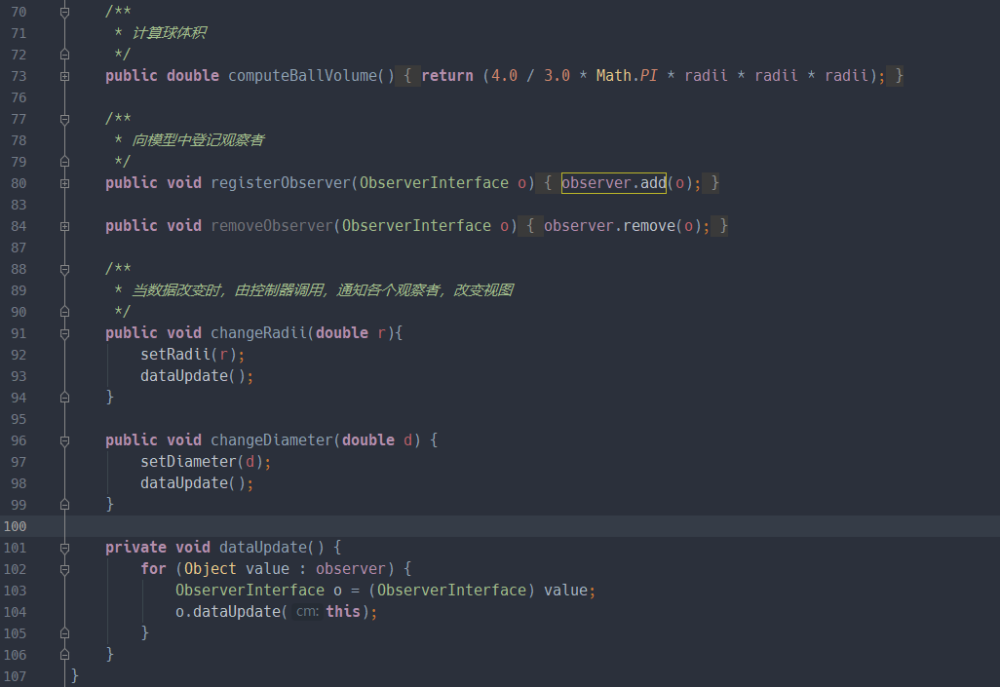 70 /**
71 * 计算球体积
72 */
73 public double computeBallVolume() { return (4.0 / 3.0 * Math.PI * radii * radii * radii); }
76
77 /**
78 * 向模型中登记观察者
79 */
80 public void registerObserver(ObserverInterface o) { observer.add(o); }
83
84 public void removeObserver(ObserverInterface o) { observer.remove(o); }
87
88 /**
89 * 当数据改变时，由控制器调用，通知各个观察者，改变视图
90 */
91 public void changeRadii(double r){
92 setRadii(r);
93 dataUpdate();
94 }
95
96 public void changeDiameter(double d) {
97 setDiameter(d);
98 dataUpdate();
99 }
100
101 private void dataUpdate() {
102 for (Object value : observer) {
103 ObserverInterface o = (ObserverInterface) value;
104 o.dataUpdate( cm: this);
105 }
106 }
107 }